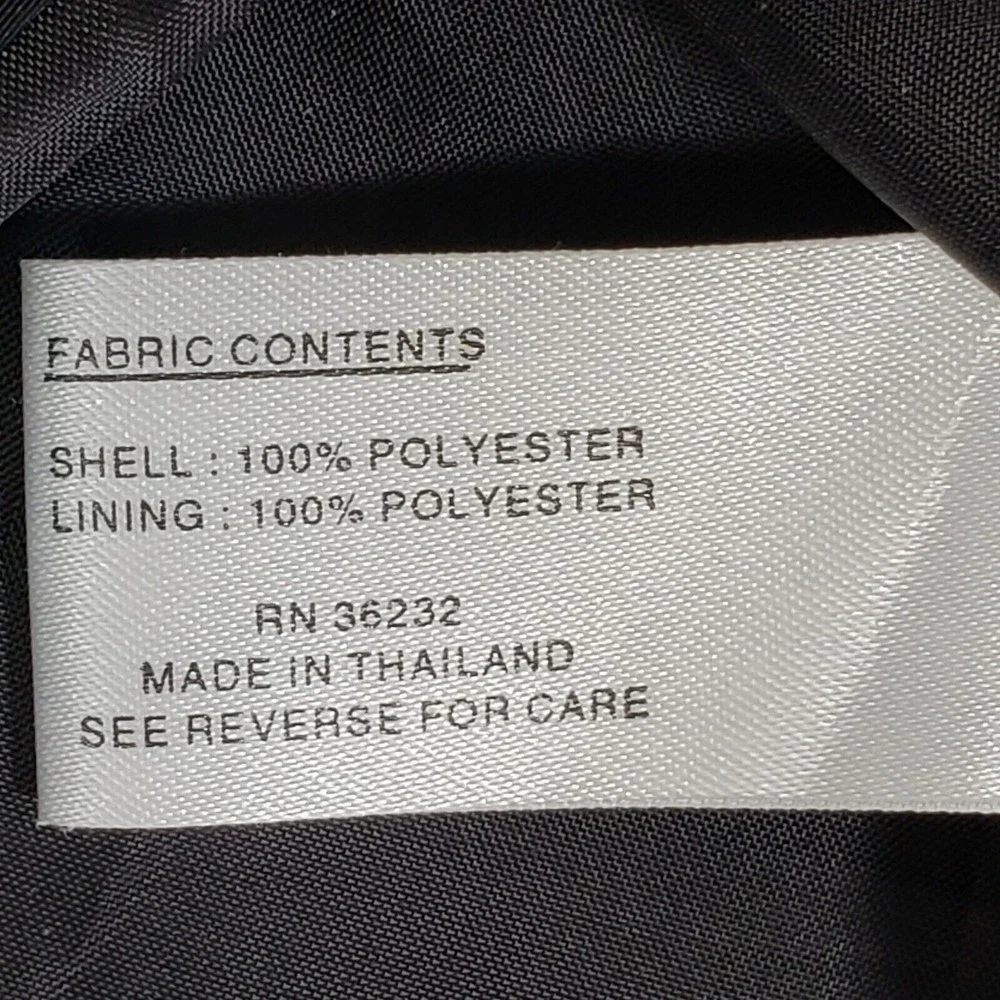 FABRIC CONTENTS
SHELL : 100% POLYESTER
LINING : 100% POLYESTER
RN 36232
MADE IN THAILAND
SEE REVERSE FOR CARE